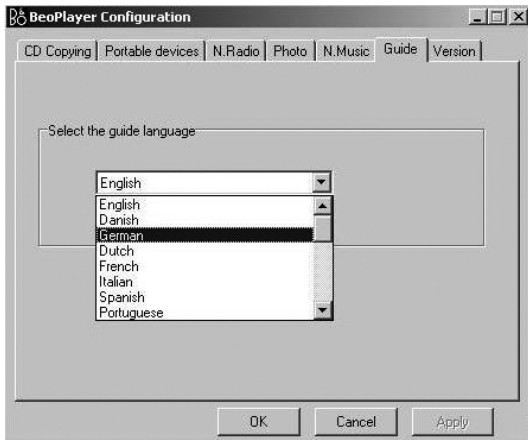 BeoPlayer Configuration
CD Copying Portable devices N.Radio Photo N.Music Guide Version
Select the guide language
English
English
Danish
German
Dutch
French
Italian
Spanish
Portuguese
OK Cancel Apply